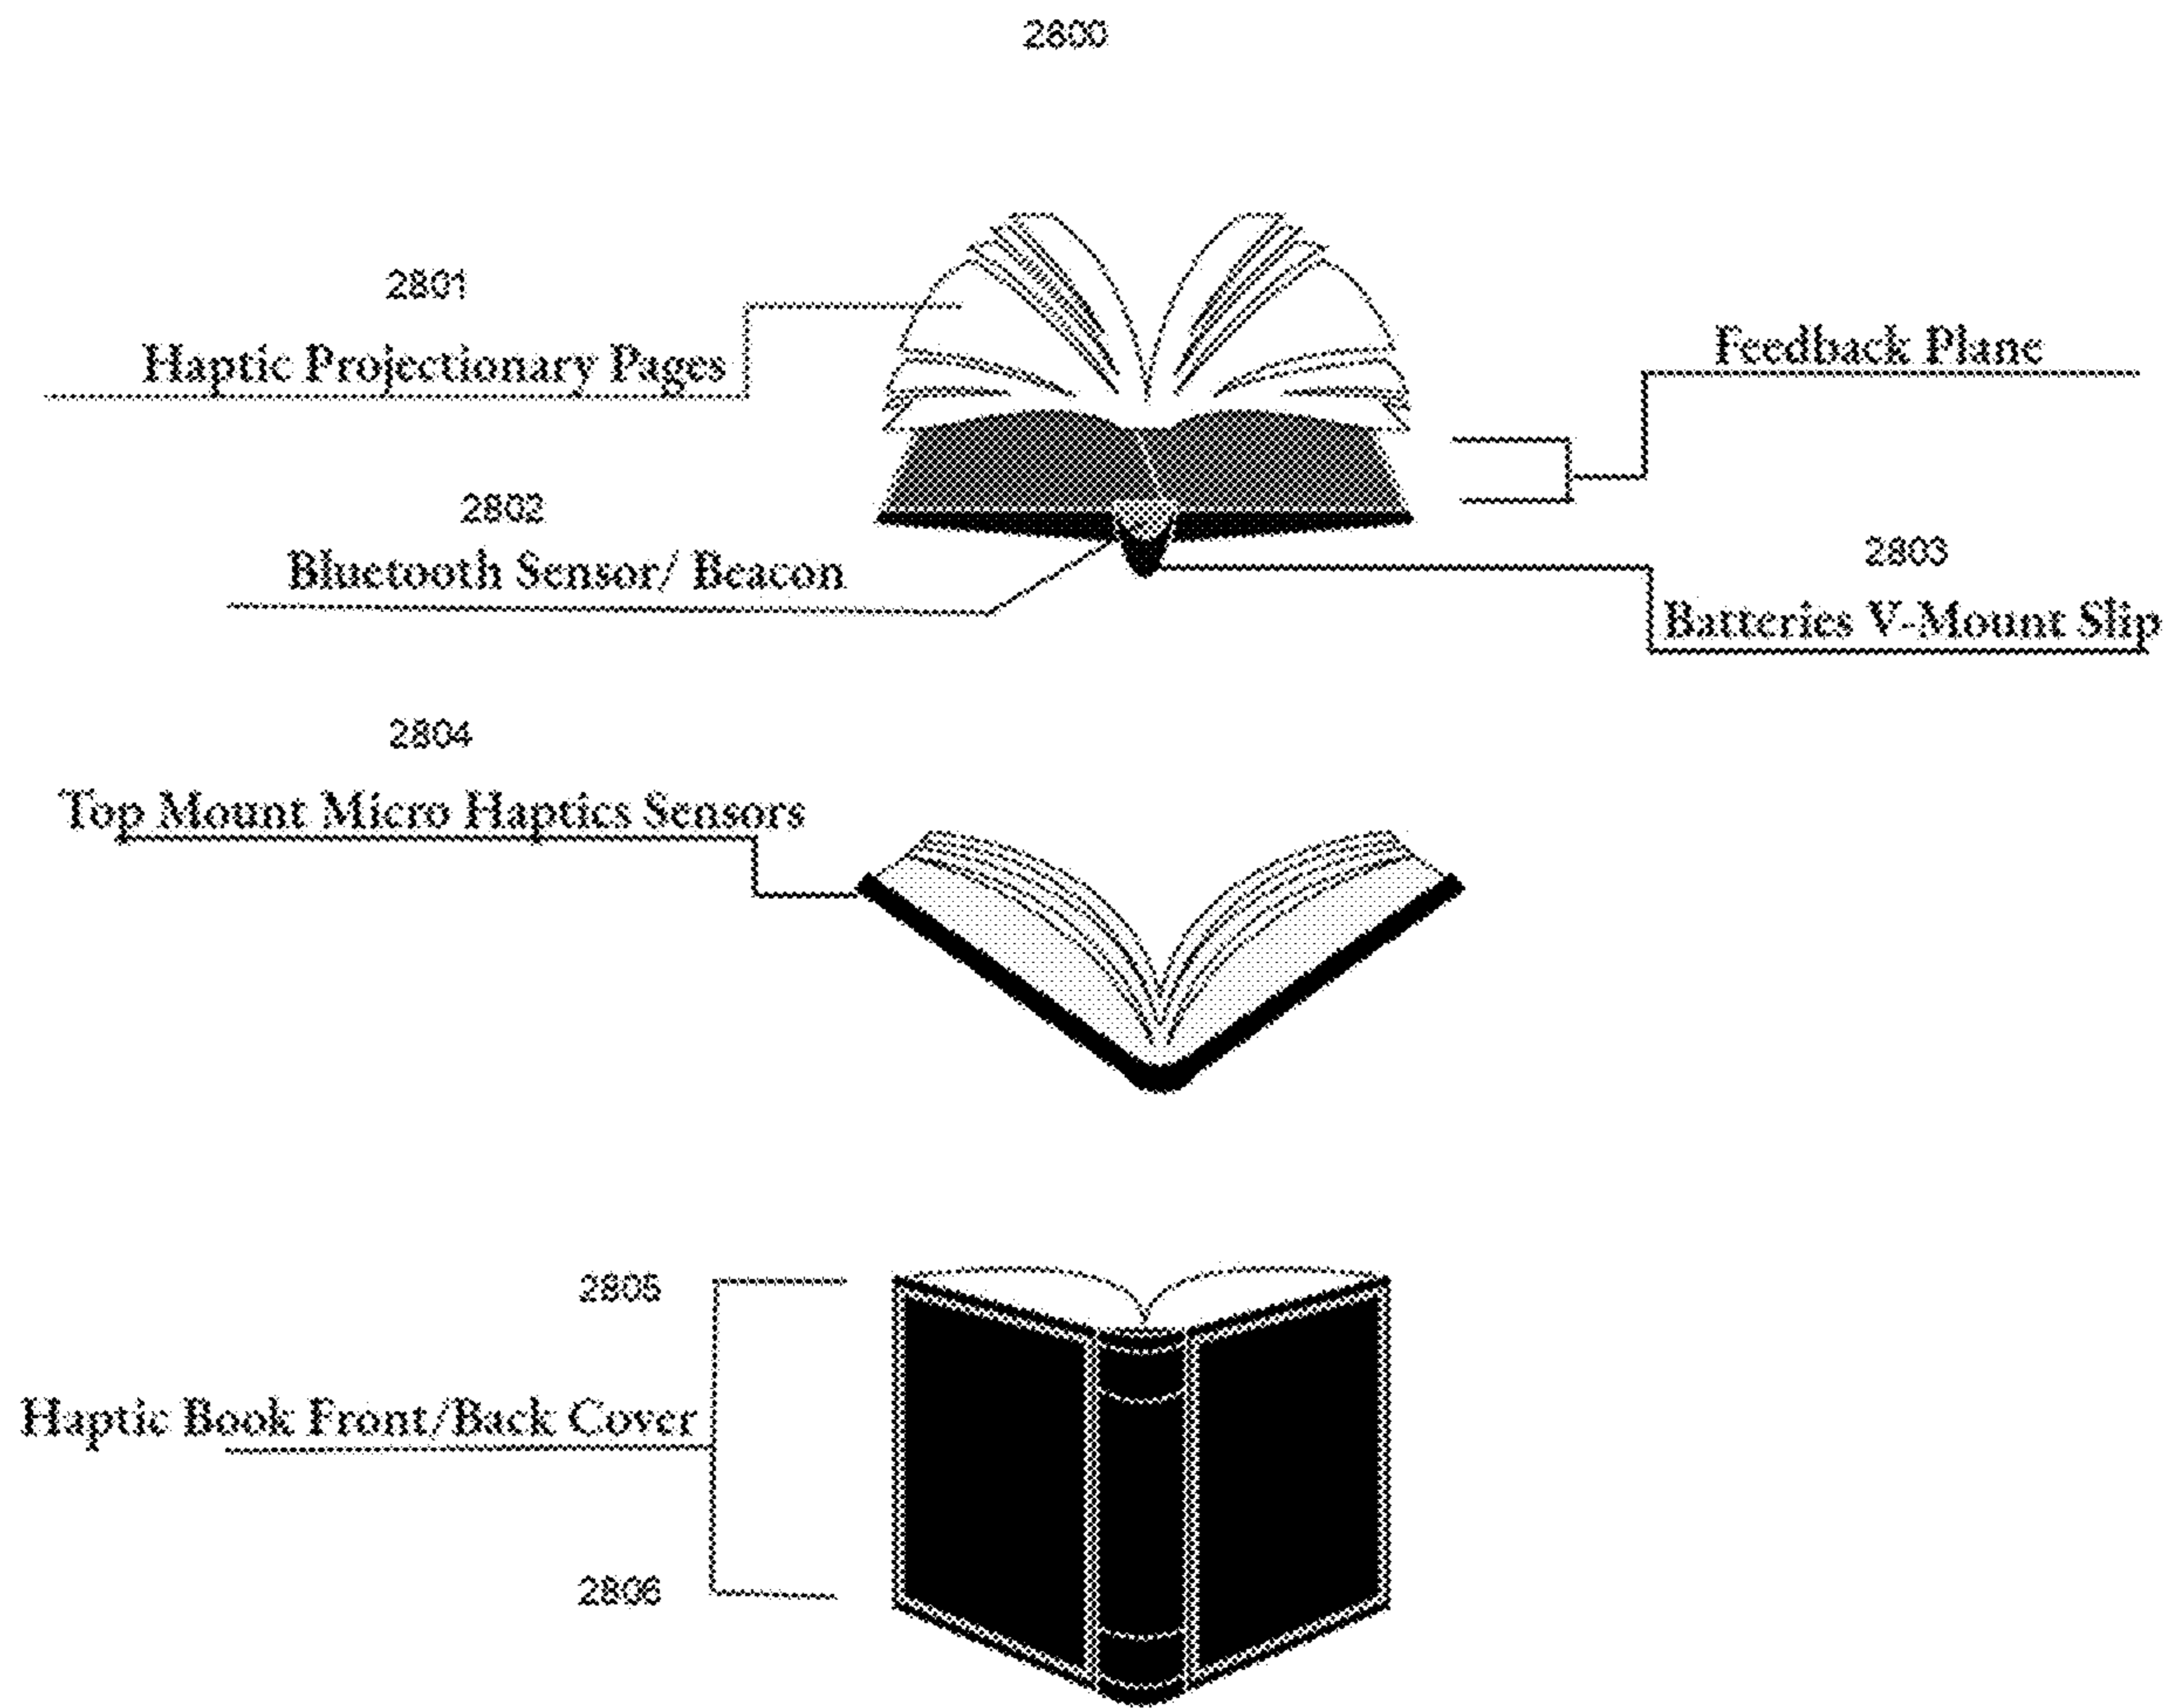 2800
2801
Haptic Projectionary Pages
Feedback Plane
2802
Bluetooth Sensor/ Beacon
2803
Batteries V-Mount Slip
2804
Top Mount Micro Haptics Sensors
2805
Haptic Book Front/Back Cover
2806